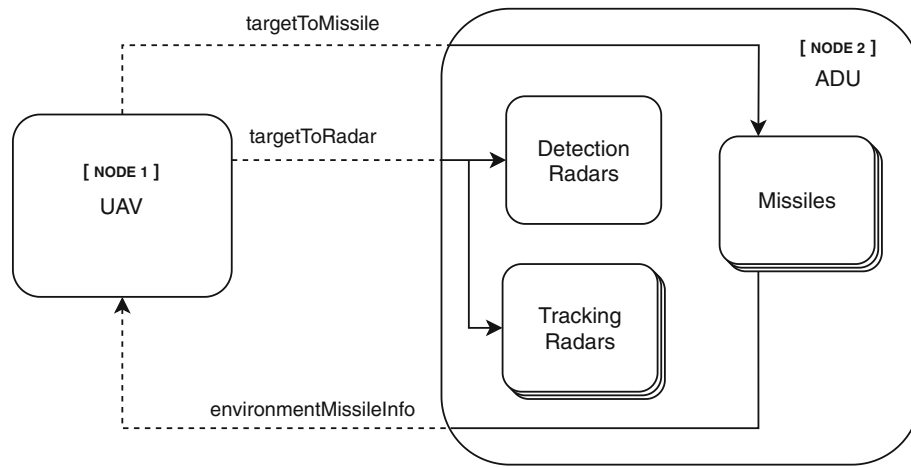 targetToMissile
[ NODE 2 ]
ADU
targetToRadar
Detection
Radars
[ NODE 1 ]
UAV
Missiles
Tracking
Radars
environmentMissileInfo